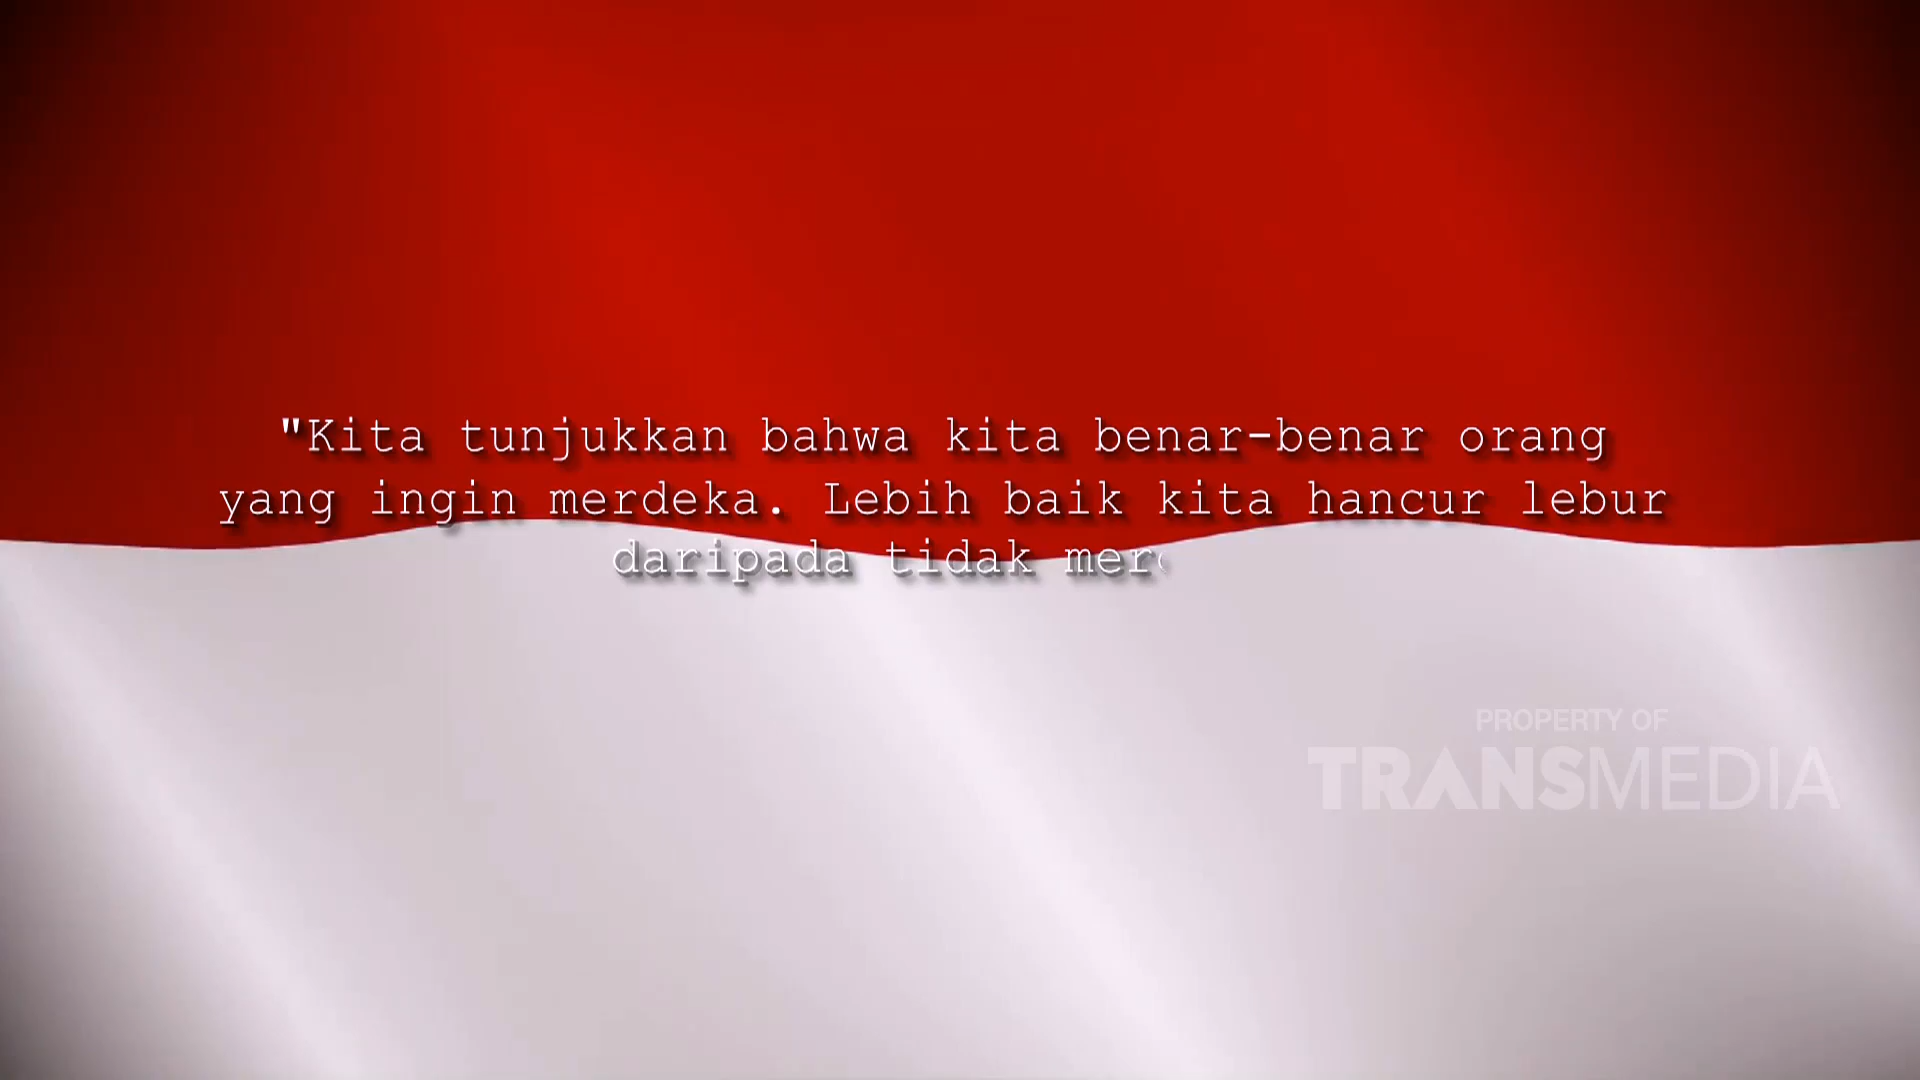 "Kita tunjukkan bahwa kita benar-benar orang
yang ingin merdeka. Lebih baik kita hancur lebur
daripada tidak mer
PROPERTY OF
TRANSMEDIA